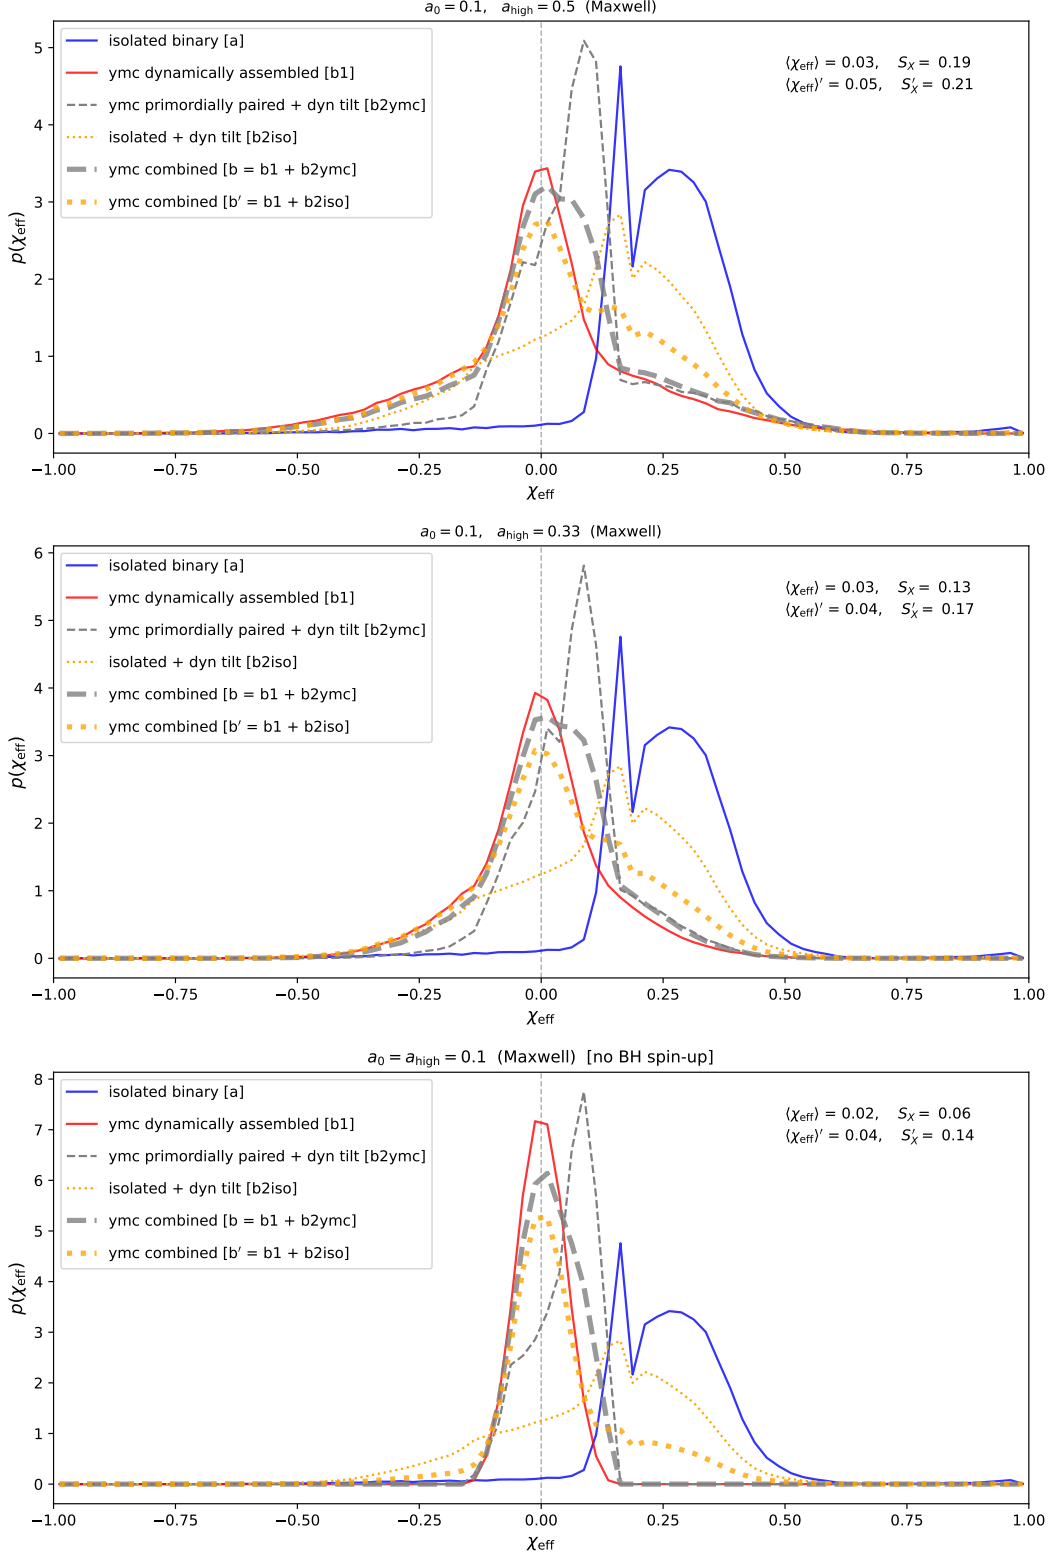 a₀ = 0.1, a_high = 0.5 (Maxwell)
isolated binary [a]
ymc dynamically assembled [b1]
ymc primordially paired + dyn tilt [b2ymc]
isolated + dyn tilt [b2iso]
ymc combined [b = b1 + b2ymc]
ymc combined [b′ = b1 + b2iso]
⟨χ_eff⟩ = 0.03, S_X = 0.19
⟨χ_eff⟩′ = 0.05, S′_X = 0.21
p(χ_eff)
5
4
3
2
1
0
−1.00 −0.75 −0.50 −0.25 0.00 0.25 0.50 0.75 1.00
χ_eff
a₀ = 0.1, a_high = 0.33 (Maxwell)
isolated binary [a]
ymc dynamically assembled [b1]
ymc primordially paired + dyn tilt [b2ymc]
isolated + dyn tilt [b2iso]
ymc combined [b = b1 + b2ymc]
ymc combined [b′ = b1 + b2iso]
⟨χ_eff⟩ = 0.03, S_X = 0.13
⟨χ_eff⟩′ = 0.04, S′_X = 0.17
p(χ_eff)
6
5
4
3
2
1
0
−1.00 −0.75 −0.50 −0.25 0.00 0.25 0.50 0.75 1.00
χ_eff
a₀ = a_high = 0.1 (Maxwell) [no BH spin-up]
isolated binary [a]
ymc dynamically assembled [b1]
ymc primordially paired + dyn tilt [b2ymc]
isolated + dyn tilt [b2iso]
ymc combined [b = b1 + b2ymc]
ymc combined [b′ = b1 + b2iso]
⟨χ_eff⟩ = 0.02, S_X = 0.06
⟨χ_eff⟩′ = 0.04, S′_X = 0.14
p(χ_eff)
8
7
6
5
4
3
2
1
0
−1.00 −0.75 −0.50 −0.25 0.00 0.25 0.50 0.75 1.00
χ_eff